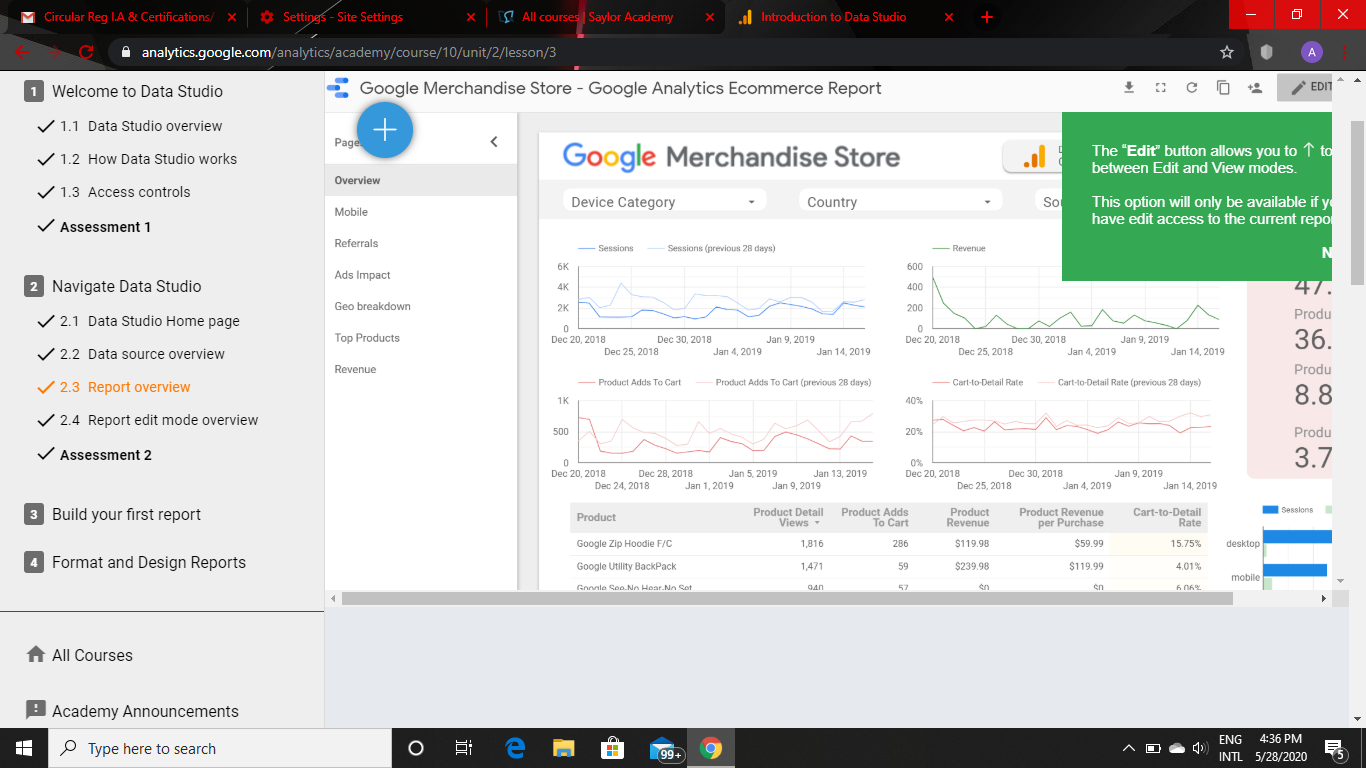 Circular Reg I.A & Certifications/
Settings - Site Settings
All courses | Saylor Academy
Introduction to Data Studio
analytics.google.com/analytics/academy/course/10/unit/2/lesson/3
A
1 Welcome to Data Studio
1.1 Data Studio overview
1.2 How Data Studio works
1.3 Access controls
Assessment 1
2 Navigate Data Studio
2.1 Data Studio Home page
2.2 Data source overview
2.3 Report overview
2.4 Report edit mode overview
Assessment 2
3 Build your first report
4 Format and Design Reports
All Courses
Academy Announcements
Google Merchandise Store - Google Analytics Ecommerce Report
EDIT
Page
Overview
Mobile
Referrals
Ads Impact
Geo breakdown
Top Products
Revenue
Google Merchandise Store
Device Category
Country
Sou
The "Edit" button allows you to ↑ to
between Edit and View modes.
This option will only be available if y
have edit access to the current repo
N
Sessions Sessions (previous 28 days)
6K
4K
2K
0
Dec 20, 2018 Dec 30, 2018 Jan 9, 2019
Dec 25, 2018 Jan 4, 2019 Jan 14, 2019
Revenue
600
400
200
0
Dec 20, 2018 Dec 30, 2018 Jan 9, 2019
Dec 25, 2018 Jan 4, 2019 Jan 14, 2019
47.
Produ
36.
Produ
8.8
Produ
3.7
Product Adds To Cart Product Adds To Cart (previous 28 days)
1K
500
0
Dec 20, 2018 Dec 28, 2018 Jan 5, 2019 Jan 13, 2019
Dec 24, 2018 Jan 1, 2019 Jan 9, 2019
Cart-to-Detail Rate Cart-to-Detail Rate (previous 28 days)
40%
20%
0%
Dec 20, 2018 Dec 30, 2018 Jan 9, 2019
Dec 25, 2018 Jan 4, 2019 Jan 14, 2019
Product Product Detail Views Product Adds To Cart Product Revenue Product Revenue per Purchase Cart-to-Detail Rate
Google Zip Hoodie F/C 1,816 286 $119.98 $59.99 15.75%
Google Utility BackPack 1,471 59 $239.98 $119.99 4.01%
Google See-No Hear-No Set 940 57 $0 $0 6.06%
Sessions
desktop
mobile
Type here to search
99+
ENG
INTL
4:36 PM
5/28/2020
5